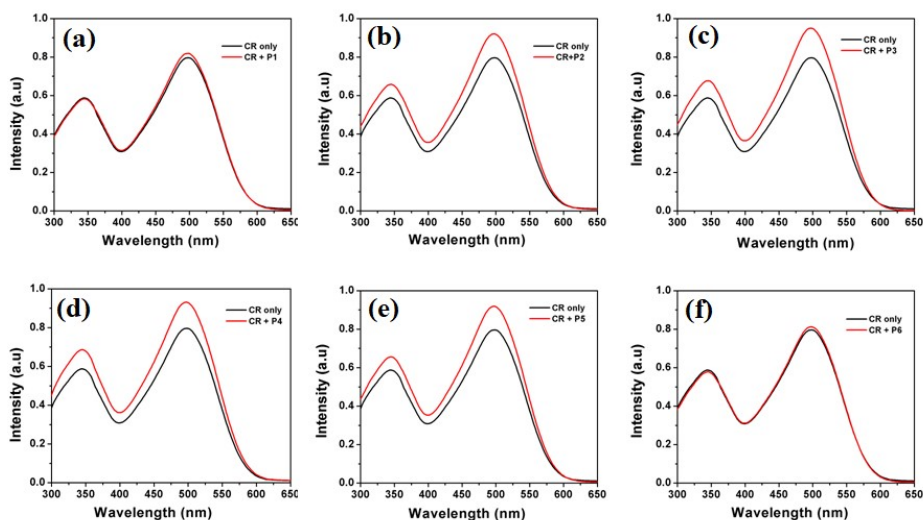 (a)
CR only
CR + P1
1.0
0.8
0.6
0.4
0.2
0.0
Intensity (a.u)
300 350 400 450 500 550 600 650
Wavelength (nm)
(b)
CR only
CR+P2
1.0
0.8
0.6
0.4
0.2
0.0
Intensity (a.u)
300 350 400 450 500 550 600 650
Wavelength (nm)
(c)
CR only
CR + P3
1.0
0.8
0.6
0.4
0.2
0.0
Intensity (a.u)
300 350 400 450 500 550 600 650
Wavelength (nm)
(d)
CR only
CR + P4
1.0
0.8
0.6
0.4
0.2
0.0
Intensity (a.u)
300 350 400 450 500 550 600 650
Wavelength (nm)
(e)
CR only
CR + P5
1.0
0.8
0.6
0.4
0.2
0.0
Intensity (a.u)
300 350 400 450 500 550 600 650
Wavelength (nm)
(f)
CR only
CR + P6
1.0
0.8
0.6
0.4
0.2
0.0
Intensity (a.u)
300 350 400 450 500 550 600 650
Wavelength (nm)